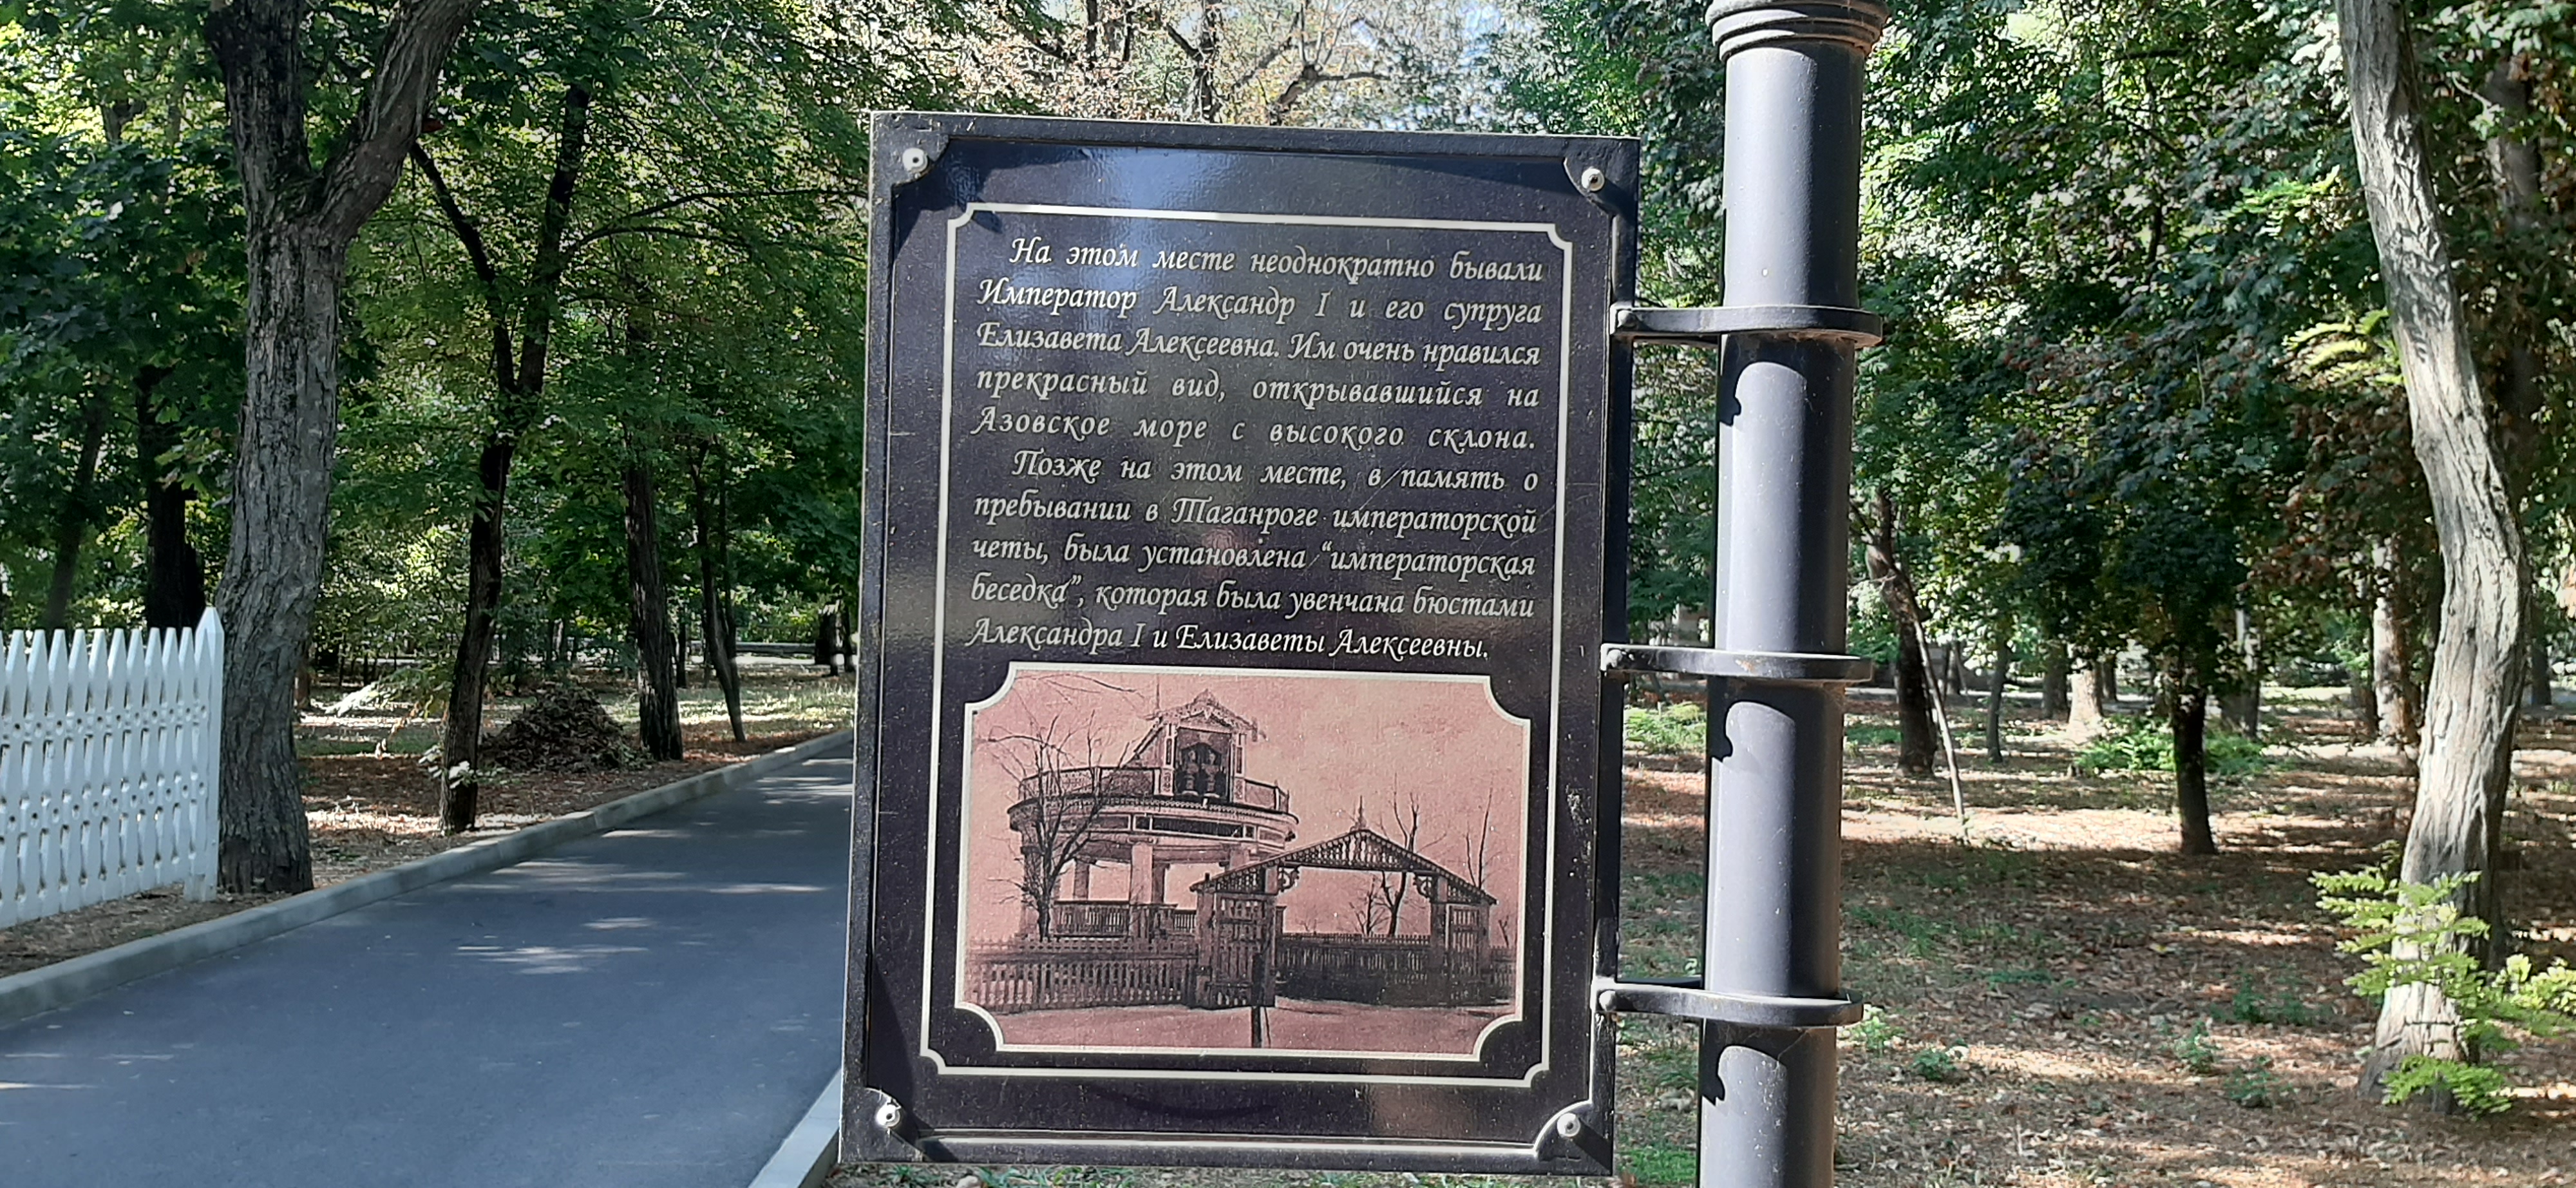 На этом месте неоднократно бывали
Император Александр I и его супруга
Елизавета Алексеевна. Им очень нравился
прекрасный вид, открывавшийся на
Азовское море с высокого склона.
Позже на этом месте, в память о
пребывании в Таганроге императорской
четы, была установлена “императорская
беседка”, которая была увенчана бюстами
Александра I и Елизаветы Алексеевны.